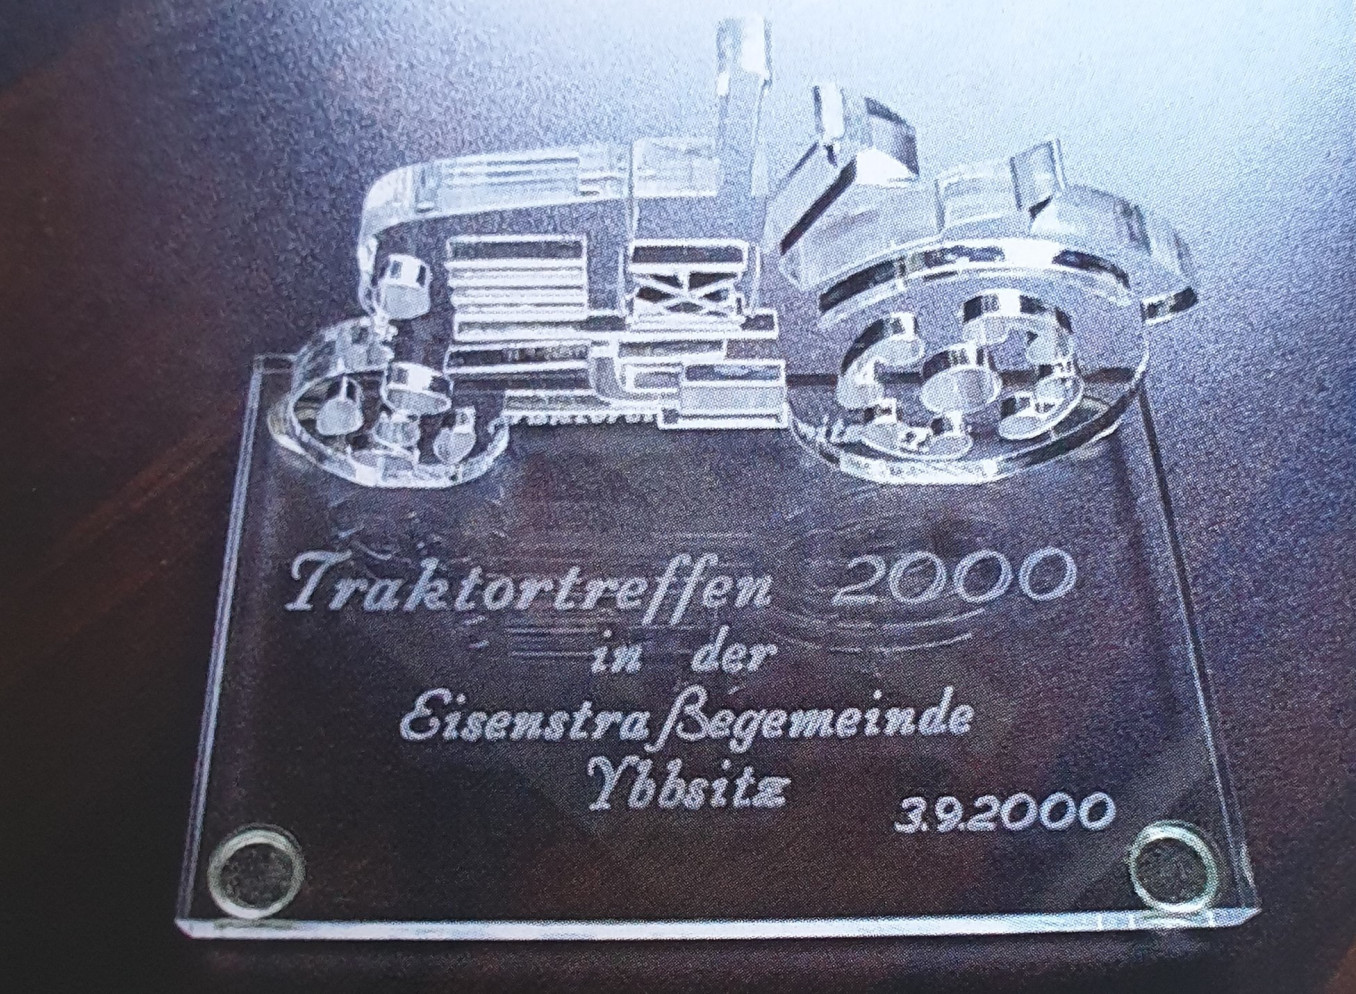 Traktortreffen 2000
in der
Eisenstraßegemeinde
Ybbsitz
3.9.2000